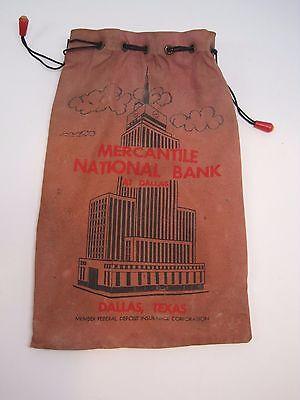 MERCANTILE
NATIONAL BANK
AT DALLAS
DALLAS, TEXAS
MEMBER FEDERAL DEPOSIT INSURANCE CORPORATION